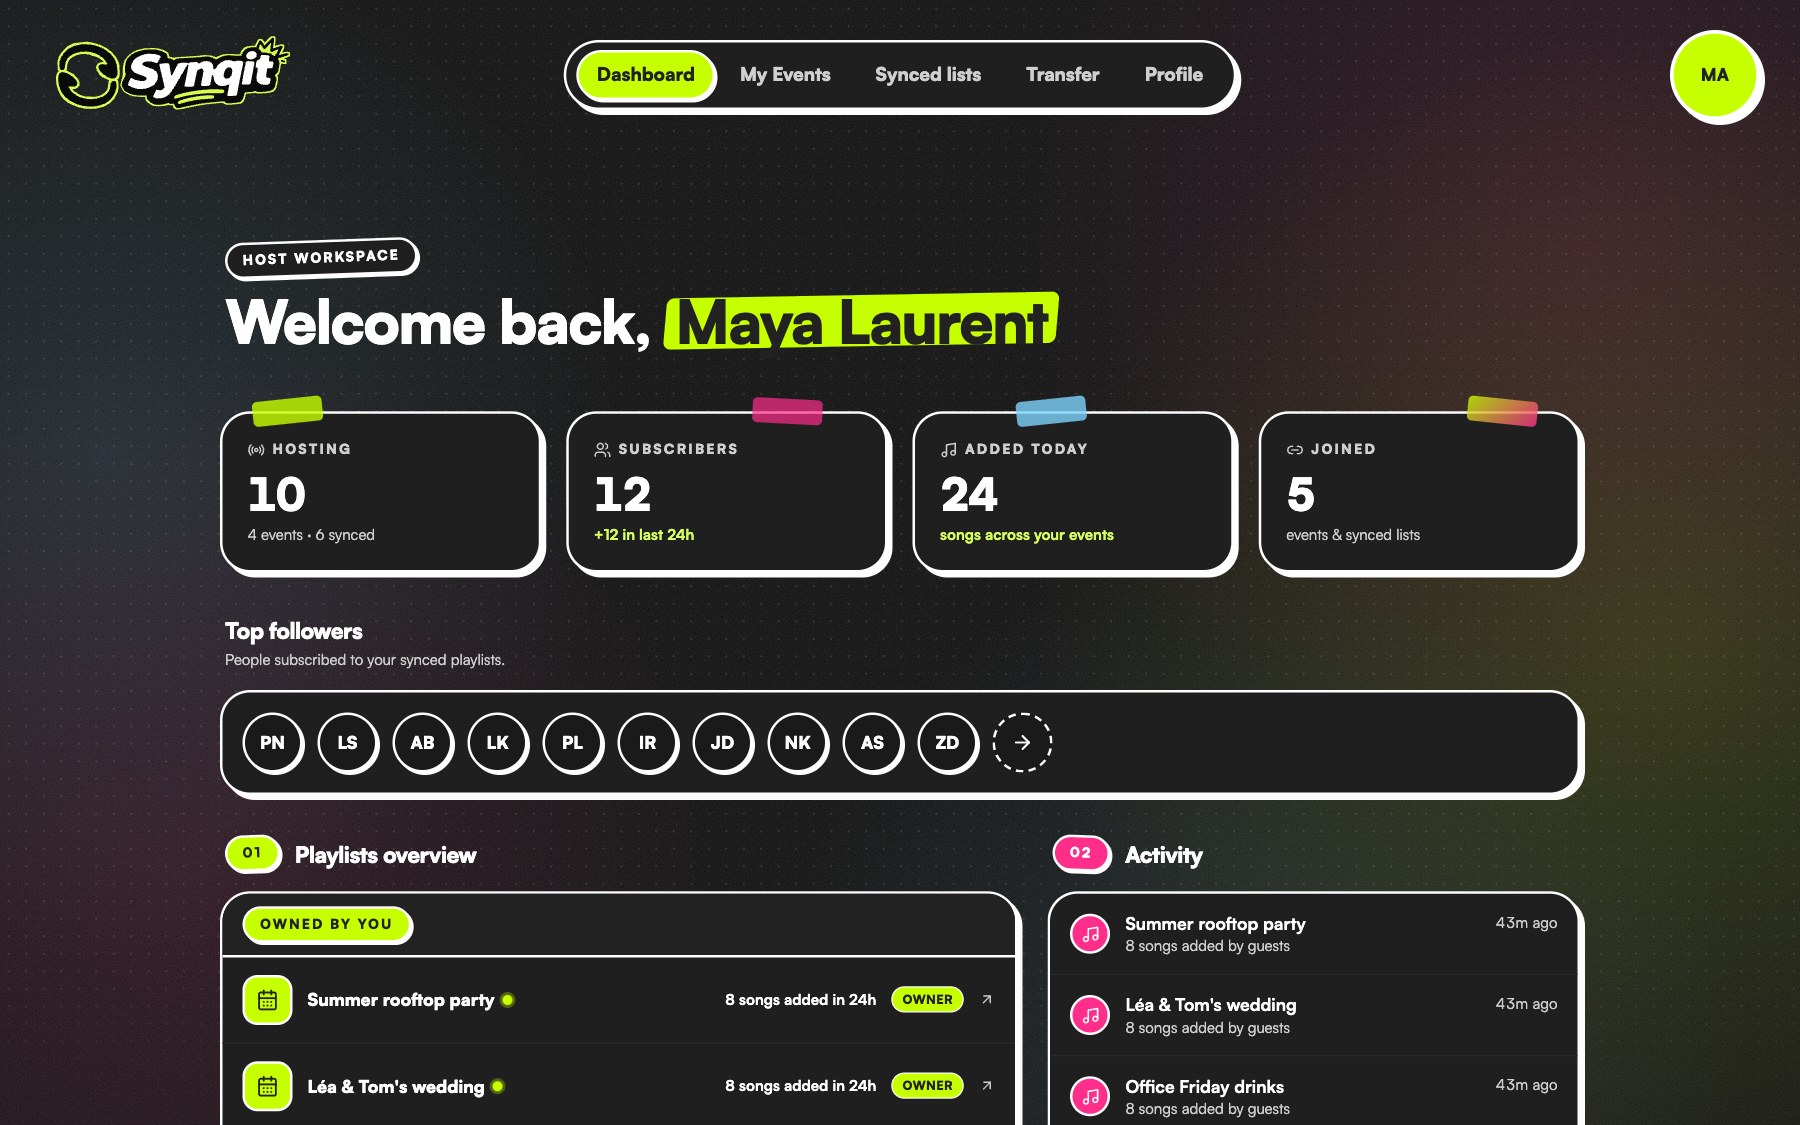 Synqit
Dashboard My Events Synced lists Transfer Profile
MA
HOST WORKSPACE
Welcome back, Maya Laurent
HOSTING
10
4 events • 6 synced
SUBSCRIBERS
12
+12 in last 24h
ADDED TODAY
24
songs across your events
JOINED
5
events & synced lists
Top followers
People subscribed to your synced playlists.
PN LS AB LK PL IR JD NK AS ZD
01 Playlists overview
OWNED BY YOU
Summer rooftop party 8 songs added in 24h OWNER
Léa & Tom's wedding 8 songs added in 24h OWNER
02 Activity
Summer rooftop party 43m ago
8 songs added by guests
Léa & Tom's wedding 43m ago
8 songs added by guests
Office Friday drinks 43m ago
8 songs added by guests